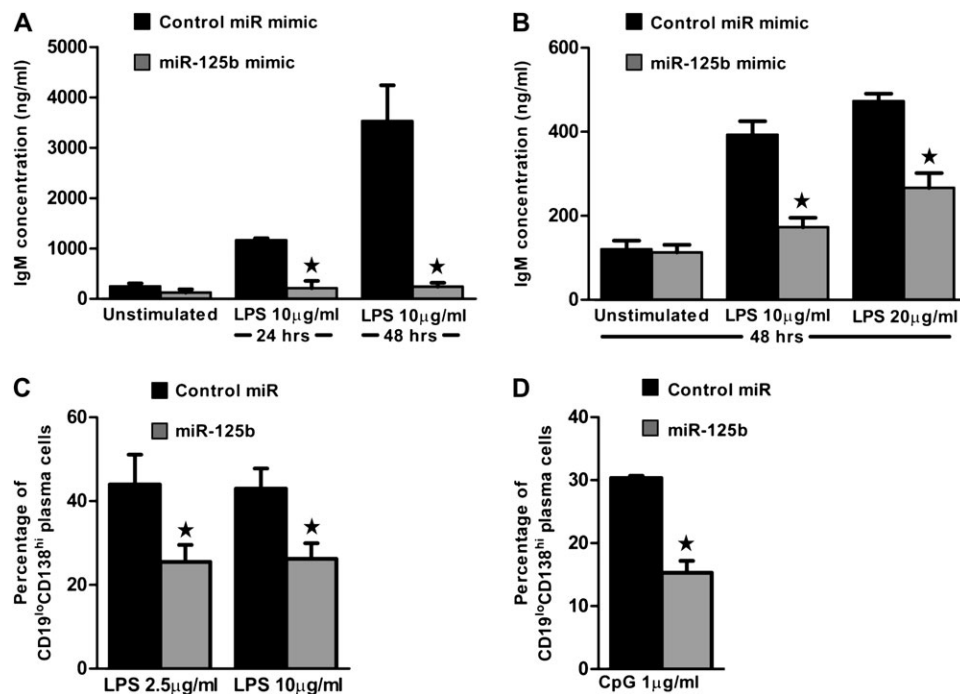 A
Control miR mimic
miR-125b mimic
IgM concentration (ng/ml)
5000
4000
3000
2000
1000
0
Unstimulated
LPS 10μg/ml
LPS 10μg/ml
24 hrs
48 hrs
B
Control miR mimic
miR-125b mimic
IgM concentration (ng/ml)
600
400
200
0
Unstimulated
LPS 10μg/ml
LPS 20μg/ml
48 hrs
C
Control miR
miR-125b
Percentage of
CD19ˡᵒCD138ʰⁱ plasma cells
60
40
20
0
LPS 2.5μg/ml
LPS 10μg/ml
D
Control miR
miR-125b
Percentage of
CD19ˡᵒCD138ʰⁱ plasma cells
40
30
20
10
0
CpG 1μg/ml